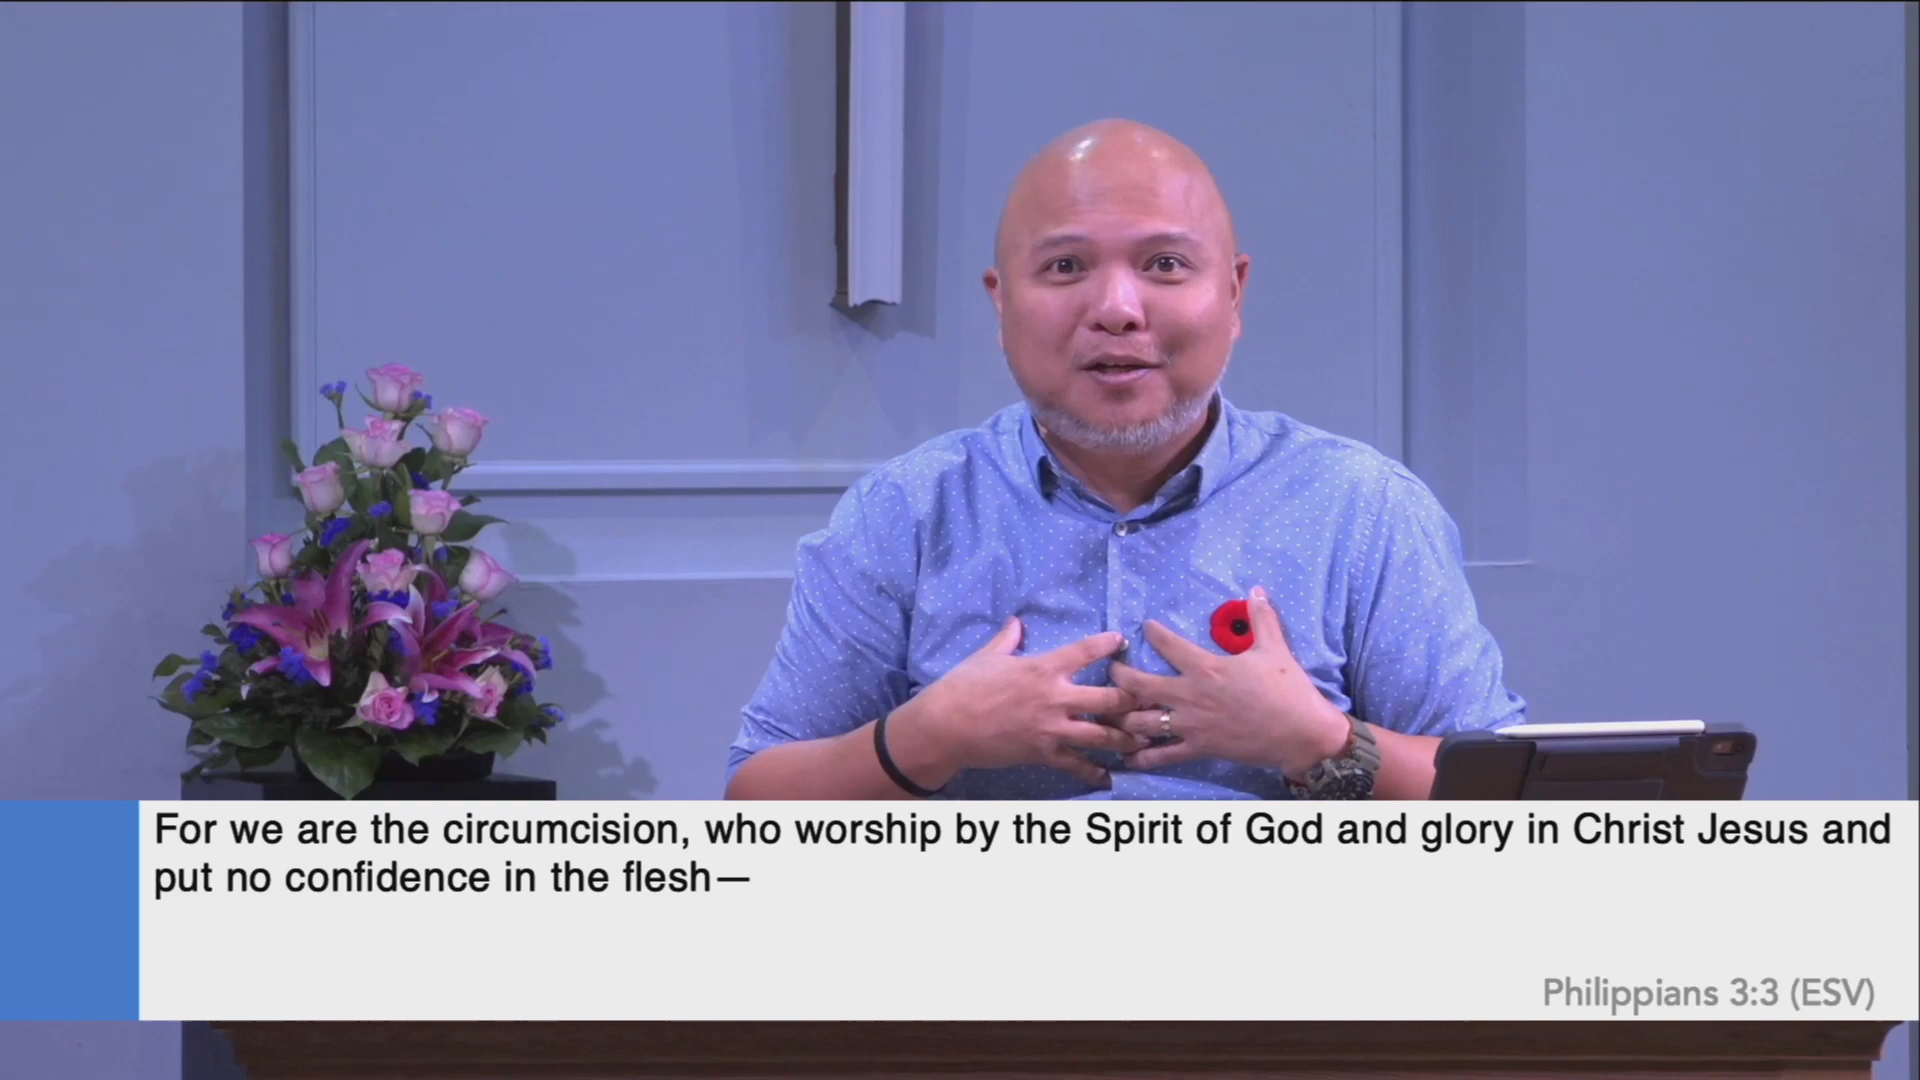 For we are the circumcision, who worship by the Spirit of God and glory in Christ Jesus and
put no confidence in the flesh—
Philippians 3:3 (ESV)